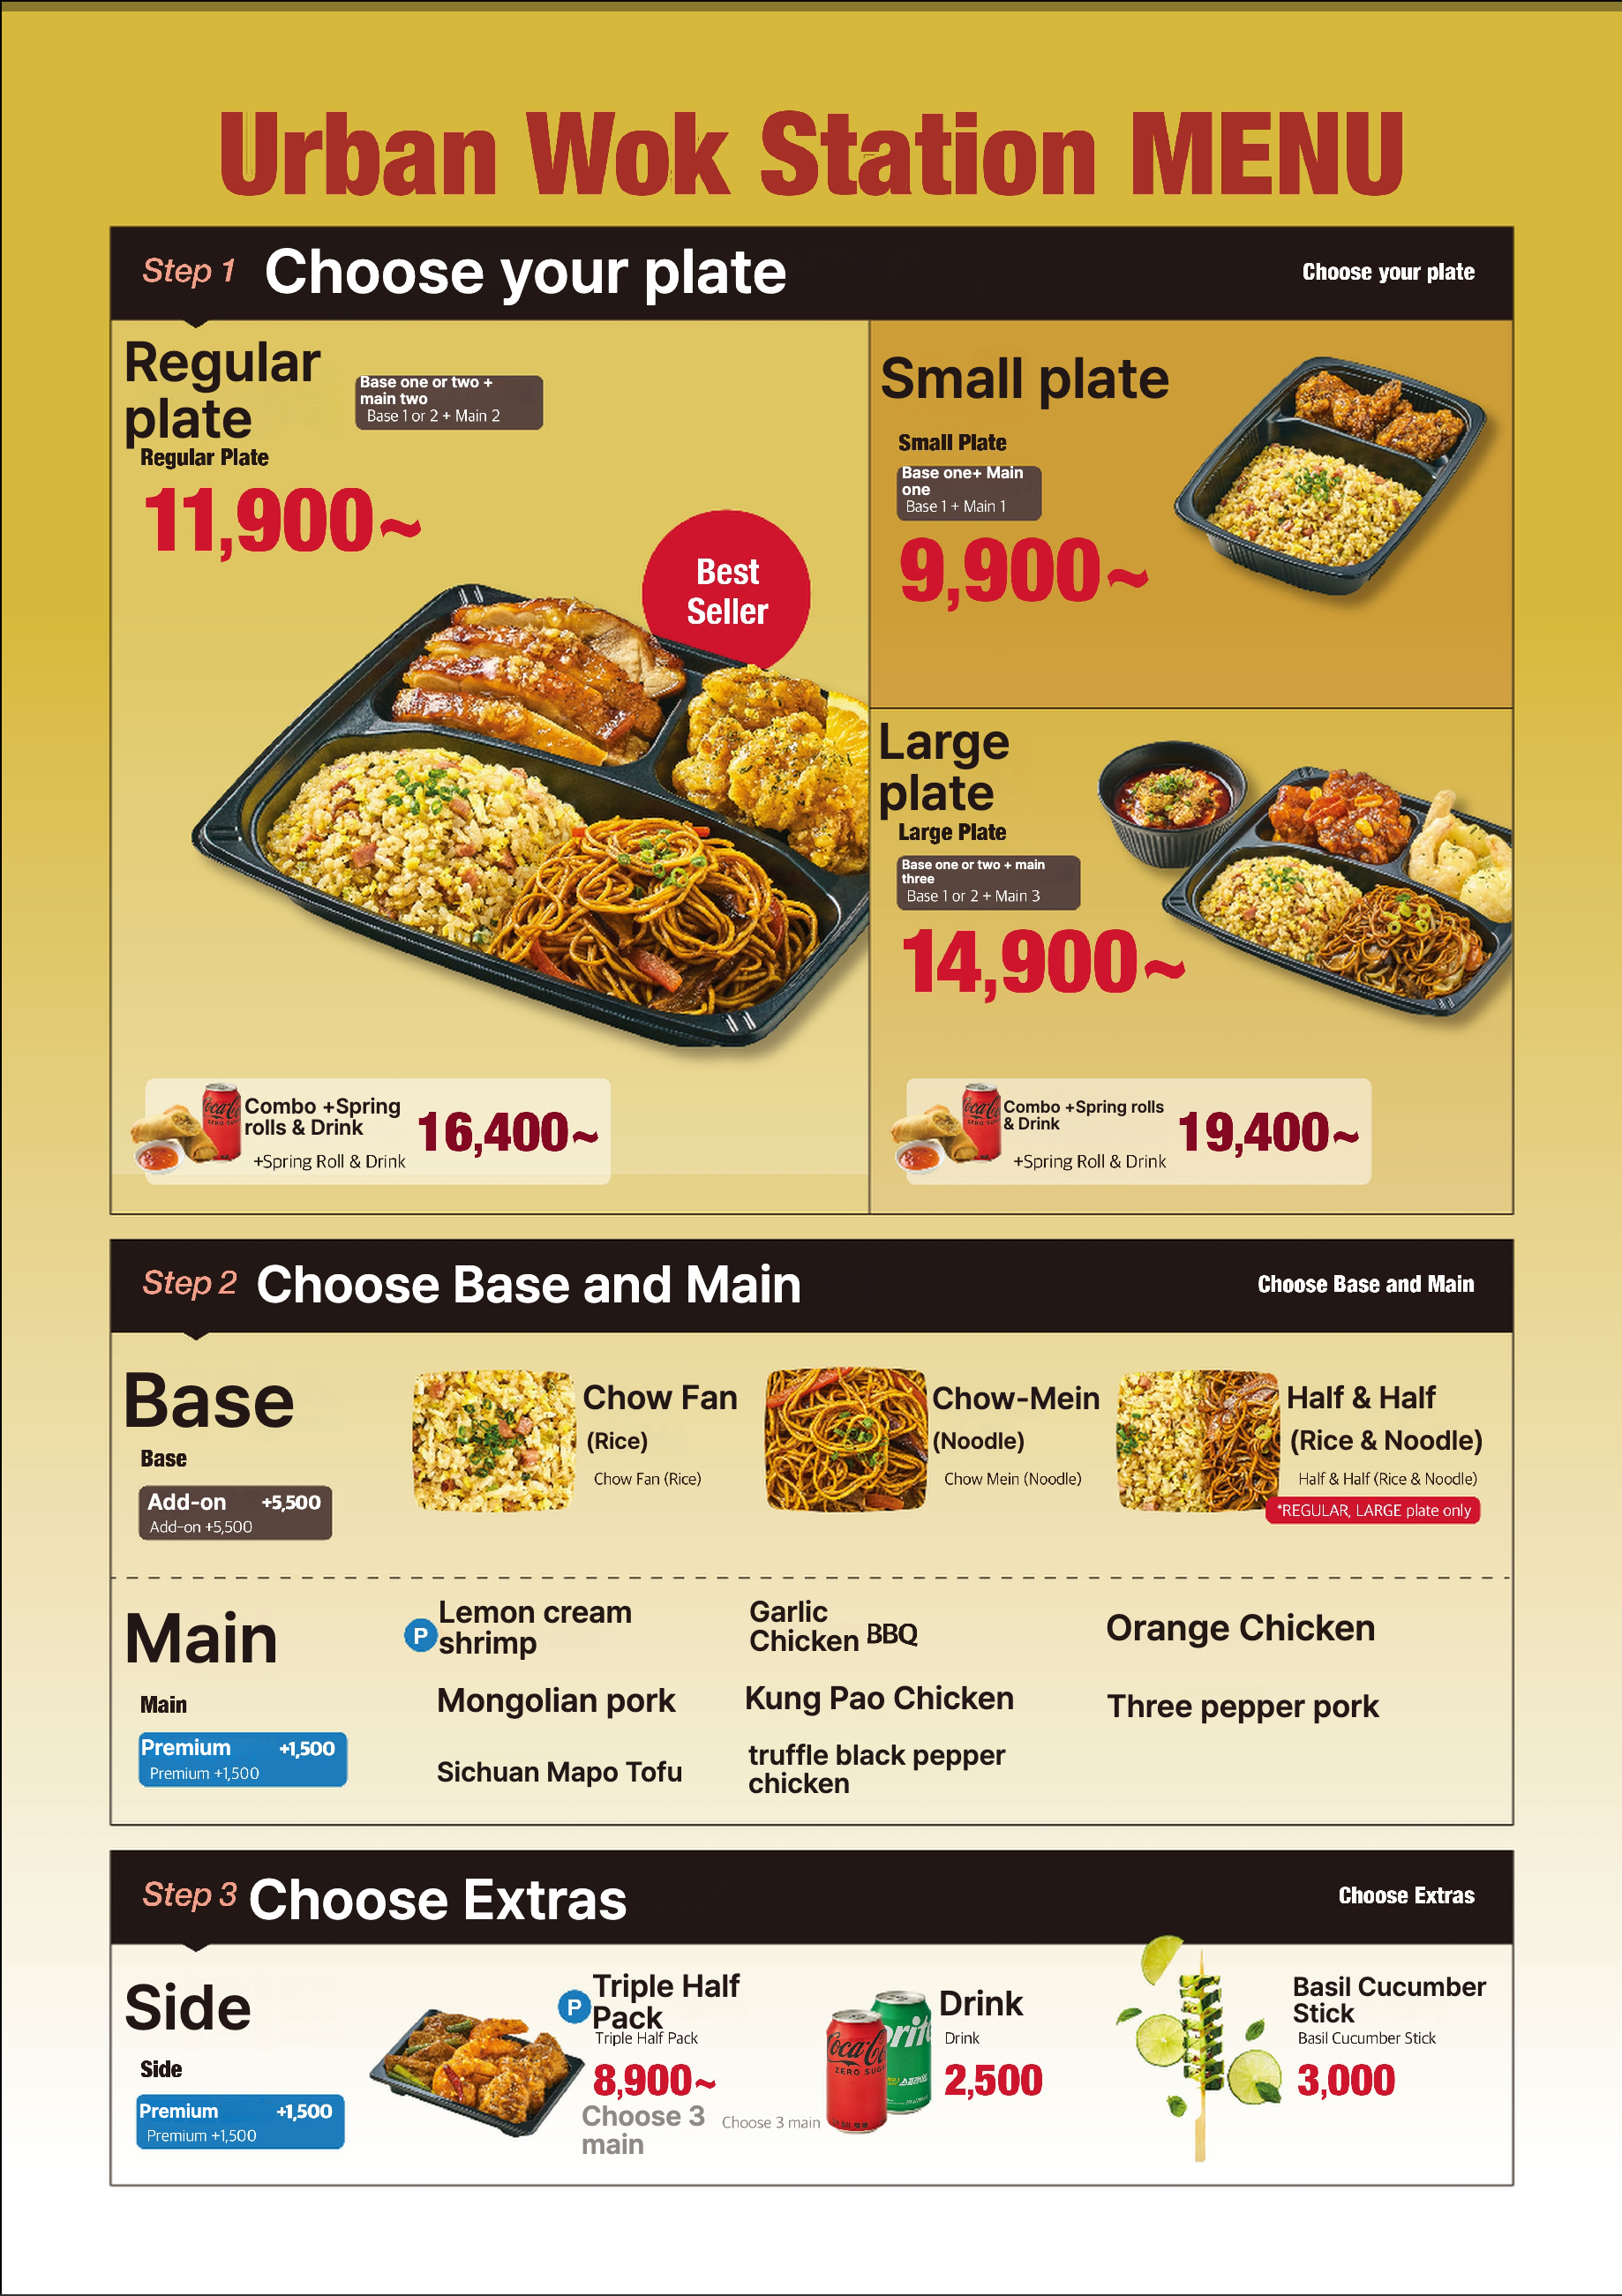 Urban Wok Station MENU
Step 1 Choose your plate
Choose your plate
Regular
plate
Base one or two +
main two
Base 1 or 2 + Main 2
Regular Plate
11,900~
Best
Seller
Combo +Spring
rolls & Drink
+Spring Roll & Drink
16,400~
Small plate
Small Plate
Base one+ Main
one
Base 1 + Main 1
9,900~
Large
plate
Large Plate
Base one or two + main
three
Base 1 or 2 + Main 3
14,900~
Combo +Spring rolls
& Drink
+Spring Roll & Drink
19,400~
Step 2 Choose Base and Main
Choose Base and Main
Base
Base
Add-on +5,500
Add-on +5,500
Chow Fan
(Rice)
Chow Fan (Rice)
Chow-Mein
(Noodle)
Chow Mein (Noodle)
Half & Half
(Rice & Noodle)
Half & Half (Rice & Noodle)
*REGULAR, LARGE plate only
Main
Main
Premium +1,500
Premium +1,500
P Lemon cream
shrimp
Garlic
Chicken BBQ
Orange Chicken
Mongolian pork
Kung Pao Chicken
Three pepper pork
Sichuan Mapo Tofu
truffle black pepper
chicken
Step 3 Choose Extras
Choose Extras
Side
Side
Premium +1,500
Premium +1,500
P Triple Half
Pack
Triple Half Pack
8,900~
Choose 3
main
Choose 3 main
Coca-Co
ZERO SUG
prite
Drink
Drink
2,500
Basil Cucumber
Stick
Basil Cucumber Stick
3,000